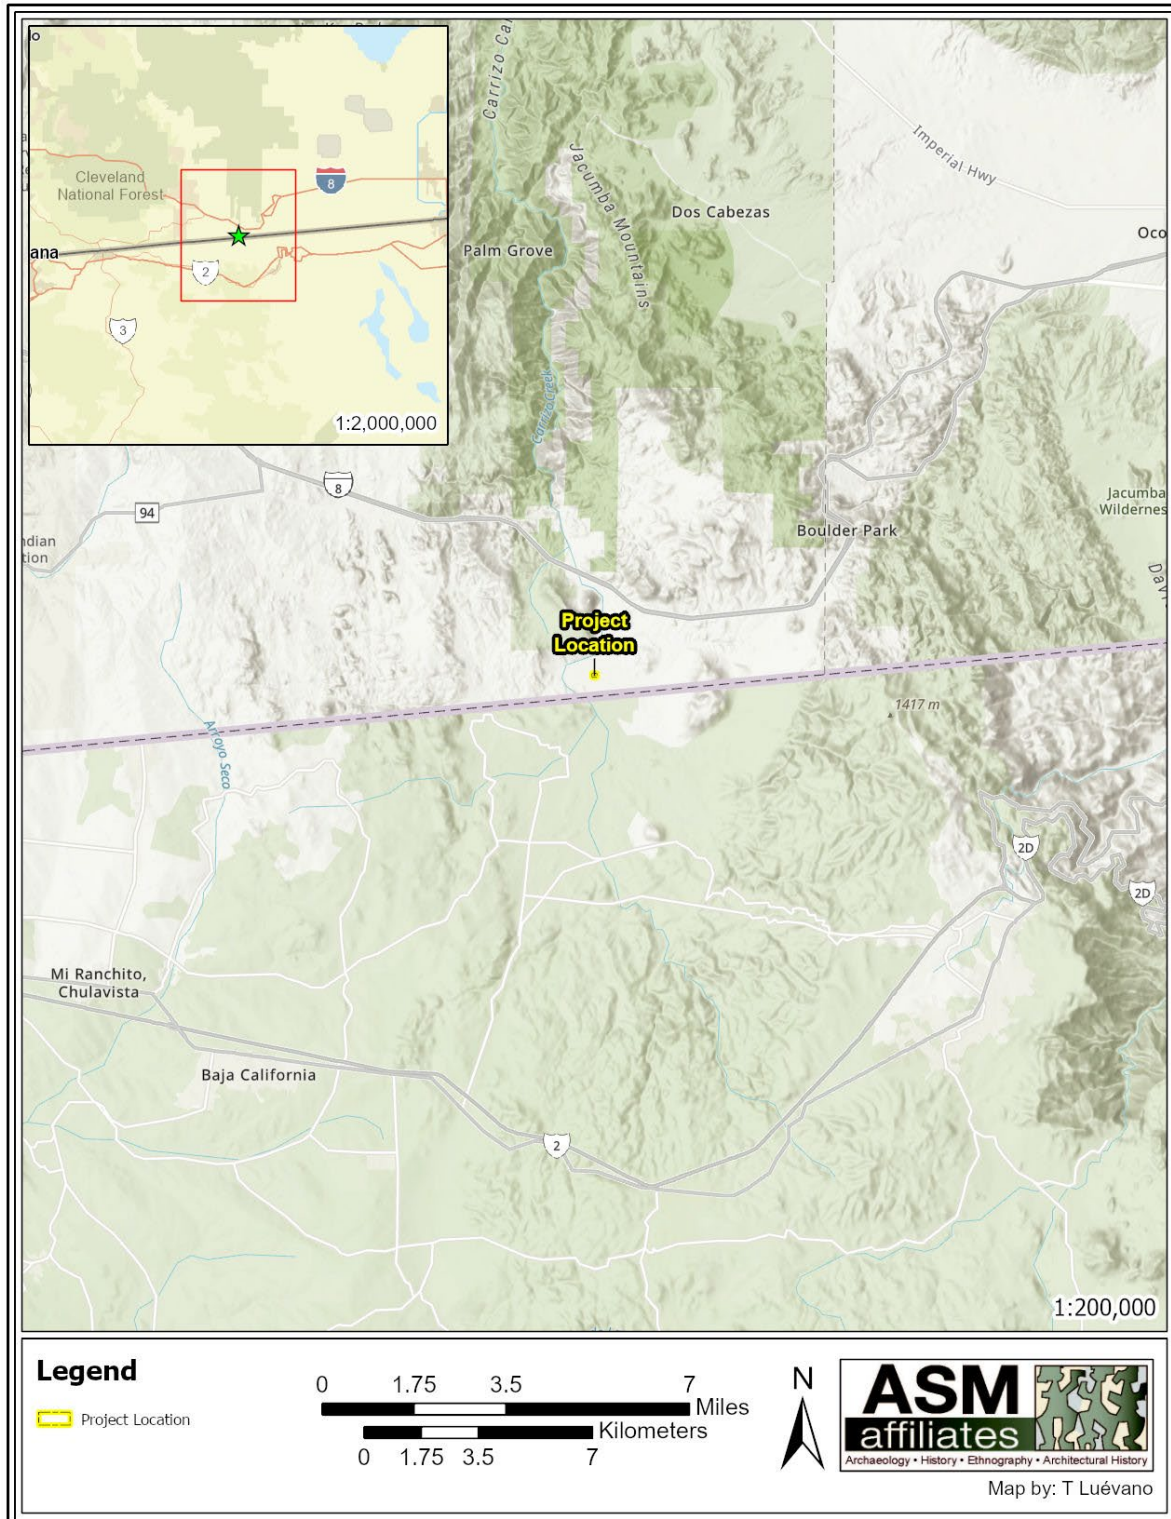 Cleveland
National Forest
8
ana
2
3
1:2,000,000
Carrizo Ca
Jacumba Mountains
Imperial Hwy
Dos Cabezas
Palm Grove
Oco
Carrizo Creek
8
94
ndian
tion
Boulder Park
Jacumba
Wildernes
Davi
Project
Location
1417 m
Arroyo Seco
2D
2D
Mi Ranchito,
Chulavista
Baja California
2
1:200,000
Legend
Project Location
0 1.75 3.5 7
Miles
Kilometers
0 1.75 3.5 7
N
ASM
affiliates
Archaeology • History • Ethnography • Architectural History
Map by: T Luévano